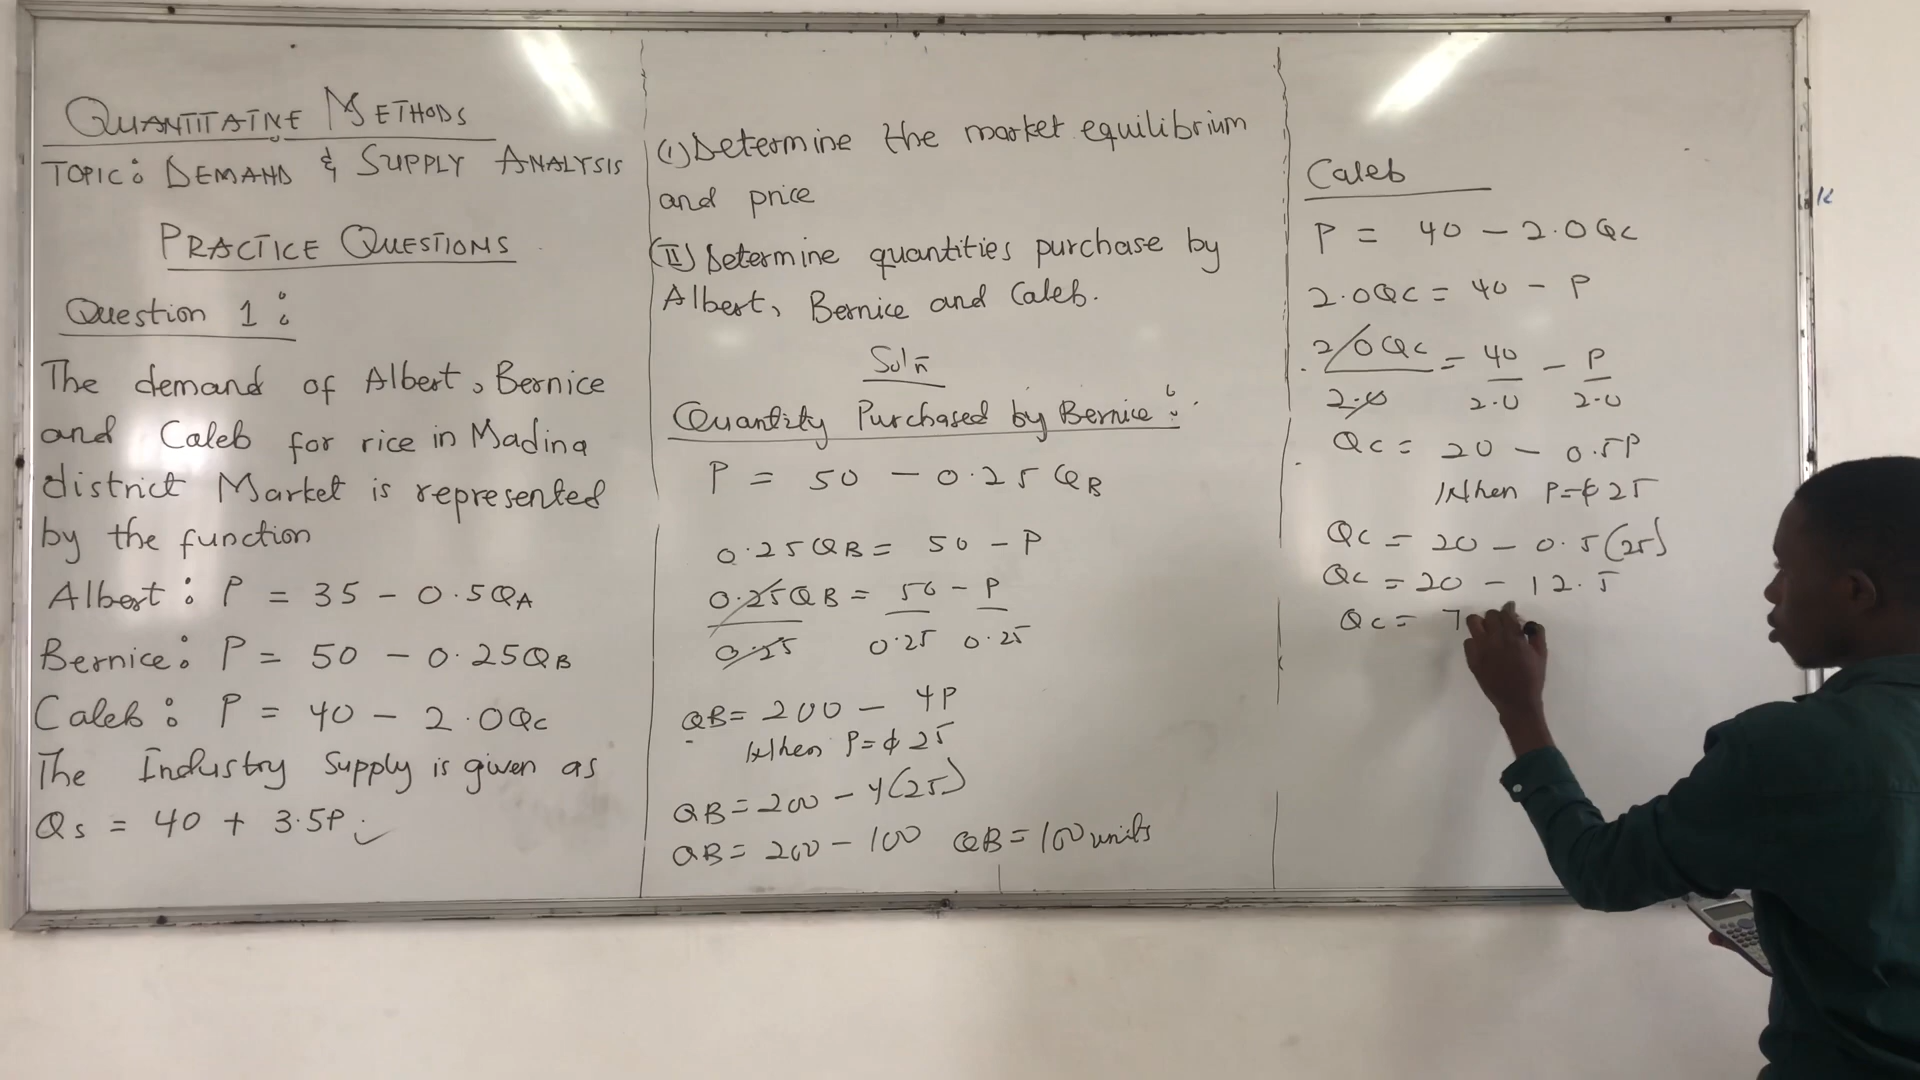 QUANTITATIVE METHODS
TOPIC: DEMAND & SUPPLY ANALYSIS
PRACTICE QUESTIONS
Question 1:
The demand of Albert, Bernice
and Caleb for rice in Madina
district Market is represented
by the function
Albert: P = 35 - 0.5QA
Bernice: P = 50 - 0.25QB
Caleb: P = 40 - 2.0Qc
The Industry Supply is given as
Qs = 40 + 3.5P.
(I) Determine the market equilibrium
and price
(II) Determine quantities purchase by
Albert, Bernice and Caleb.
Soln
Quantity Purchased by Bernice:
P = 50 - 0.25QB
0.25QB = 50 - P
0.25QB = 50 - P
0.25 0.25 0.25
QB = 200 - 4P
When P=¢25
QB = 200 - 4(25)
QB = 200 - 100 QB = 100 units
Caleb
P = 40 - 2.0Qc
2.0Qc = 40 - P
2.0Qc = 40 - P
2.0 2.0 2.0
Qc = 20 - 0.5P
When P=¢25
Qc = 20 - 0.5(25)
Qc = 20 - 12.5
Qc = 7